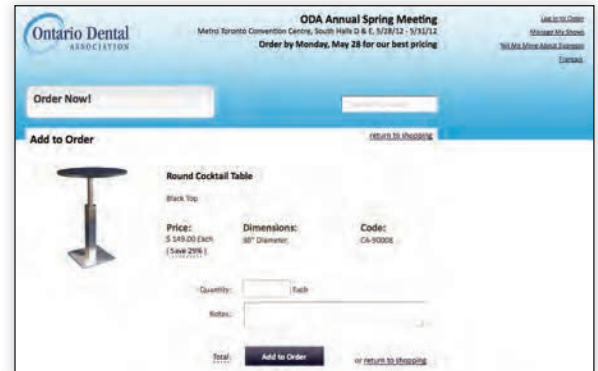 Ontario Dental
ASSOCIATION
ODA Annual Spring Meeting
Metro Toronto Convention Centre, South Halls D & E, 5/28/12 - 5/31/12
Order by Monday, May 28 for our best pricing
Log in to Order
Manage My Shows
Tell Me More About Expresso
Français
Order Now!
Add to Order
return to shopping
Round Cocktail Table
Black Top
Price:
Dimensions:
Code:
$ 149.00 Each
30" Diameter
CA-90008
( Save 29% )
Quantity:
Each
Notes:
Total:
Add to Order
or return to shopping